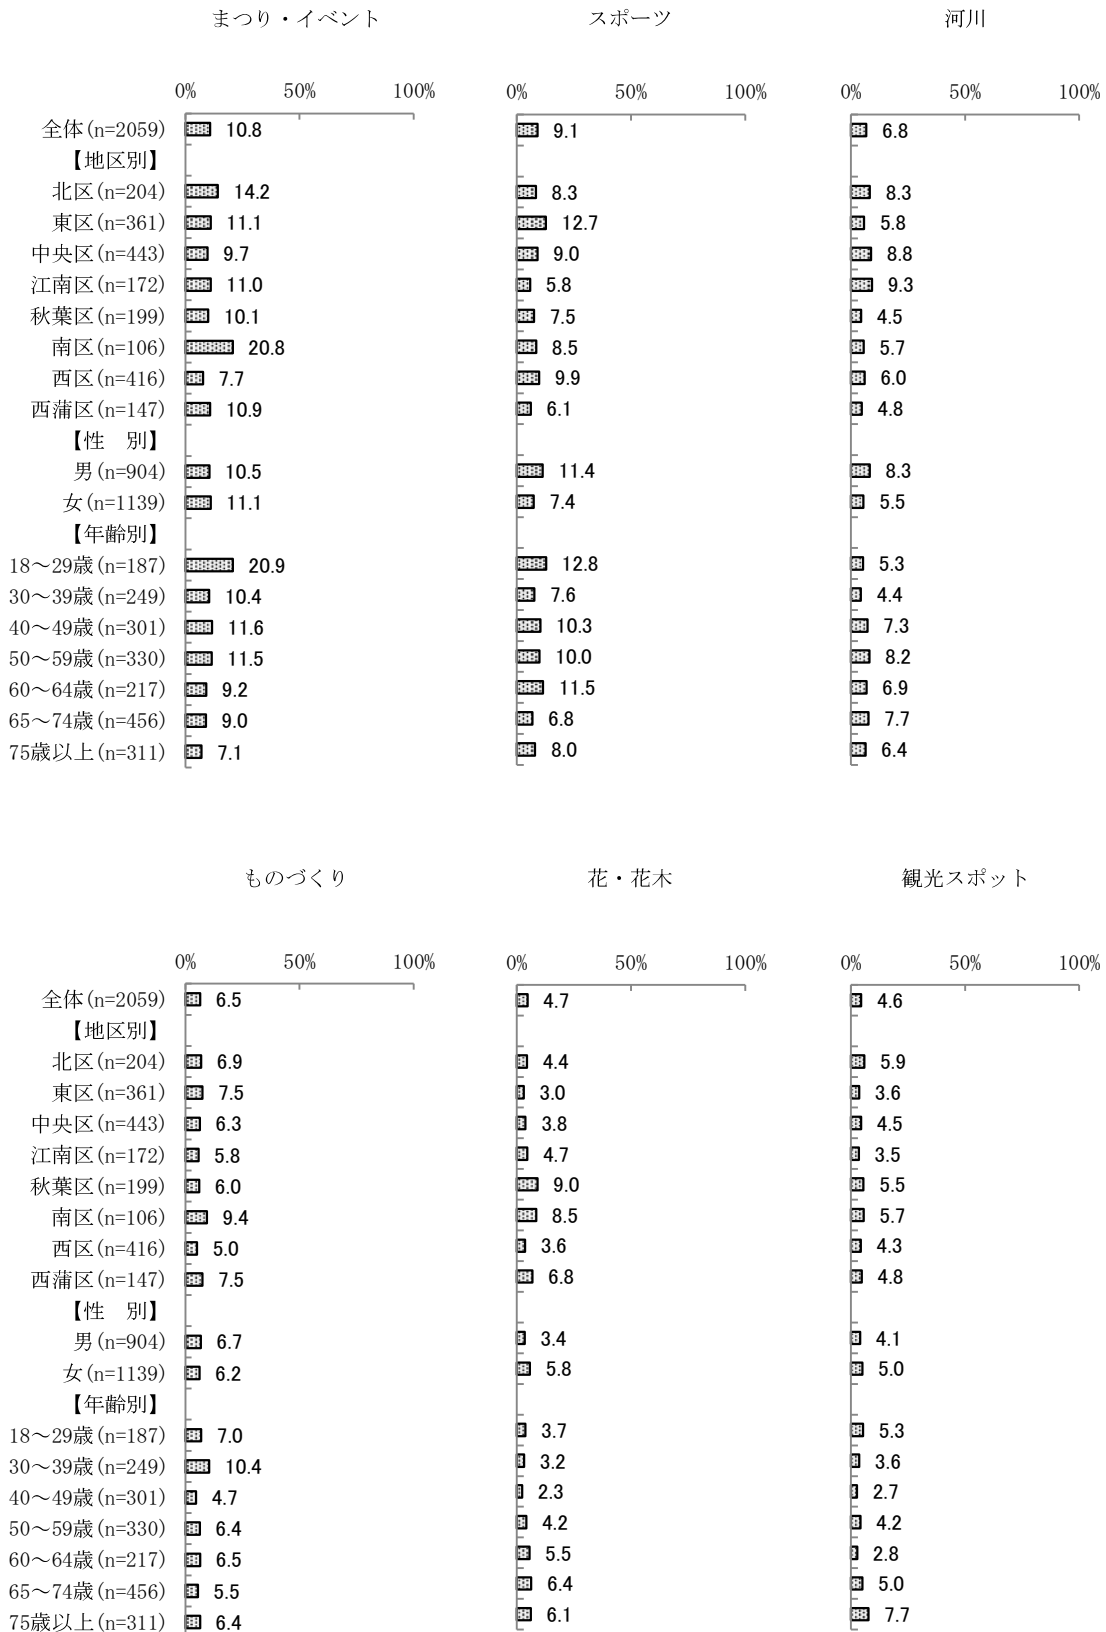 まつり・イベント スポーツ 河川
0% 50% 100% 0% 50% 100% 0% 50% 100%
全体(n=2059) 10.8 9.1 6.8
【地区別】
北区(n=204) 14.2 8.3 8.3
東区(n=361) 11.1 12.7 5.8
中央区(n=443) 9.7 9.0 8.8
江南区(n=172) 11.0 5.8 9.3
秋葉区(n=199) 10.1 7.5 4.5
南区(n=106) 20.8 8.5 5.7
西区(n=416) 7.7 9.9 6.0
西蒲区(n=147) 10.9 6.1 4.8
【性　別】
男(n=904) 10.5 11.4 8.3
女(n=1139) 11.1 7.4 5.5
【年齢別】
18～29歳(n=187) 20.9 12.8 5.3
30～39歳(n=249) 10.4 7.6 4.4
40～49歳(n=301) 11.6 10.3 7.3
50～59歳(n=330) 11.5 10.0 8.2
60～64歳(n=217) 9.2 11.5 6.9
65～74歳(n=456) 9.0 6.8 7.7
75歳以上(n=311) 7.1 8.0 6.4
ものづくり 花・花木 観光スポット
0% 50% 100% 0% 50% 100% 0% 50% 100%
全体(n=2059) 6.5 4.7 4.6
【地区別】
北区(n=204) 6.9 4.4 5.9
東区(n=361) 7.5 3.0 3.6
中央区(n=443) 6.3 3.8 4.5
江南区(n=172) 5.8 4.7 3.5
秋葉区(n=199) 6.0 9.0 5.5
南区(n=106) 9.4 8.5 5.7
西区(n=416) 5.0 3.6 4.3
西蒲区(n=147) 7.5 6.8 4.8
【性　別】
男(n=904) 6.7 3.4 4.1
女(n=1139) 6.2 5.8 5.0
【年齢別】
18～29歳(n=187) 7.0 3.7 5.3
30～39歳(n=249) 10.4 3.2 3.6
40～49歳(n=301) 4.7 2.3 2.7
50～59歳(n=330) 6.4 4.2 4.2
60～64歳(n=217) 6.5 5.5 2.8
65～74歳(n=456) 5.5 6.4 5.0
75歳以上(n=311) 6.4 6.1 7.7